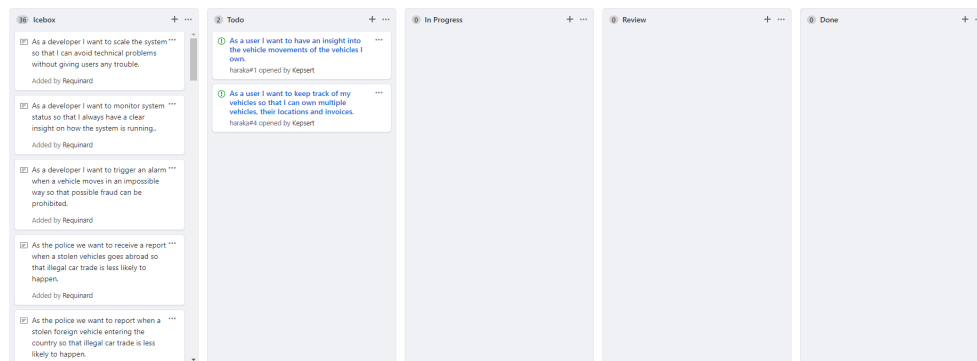 36 Icebox
As a developer I want to scale the system
so that I can avoid technical problems
without giving users any trouble.
Added by Requinard
As a developer I want to monitor system
status so that I always have a clear
insight on how the system is running..
Added by Requinard
As a developer I want to trigger an alarm
when a vehicle moves in an impossible
way so that possible fraud can be
prohibited.
Added by Requinard
As the police we want to receive a report
when a stolen vehicles goes abroad so
that illegal car trade is less likely to
happen.
Added by Requinard
As the police we want to report when a
stolen foreign vehicle entering the
country so that illegal car trade is less
likely to happen.
2 Todo
As a user I want to have an insight into
the vehicle movements of the vehicles I
own.
haraka#1 opened by Kepsert
As a user I want to keep track of my
vehicles so that I can own multiple
vehicles, their locations and invoices.
haraka#4 opened by Kepsert
0 In Progress
0 Review
0 Done